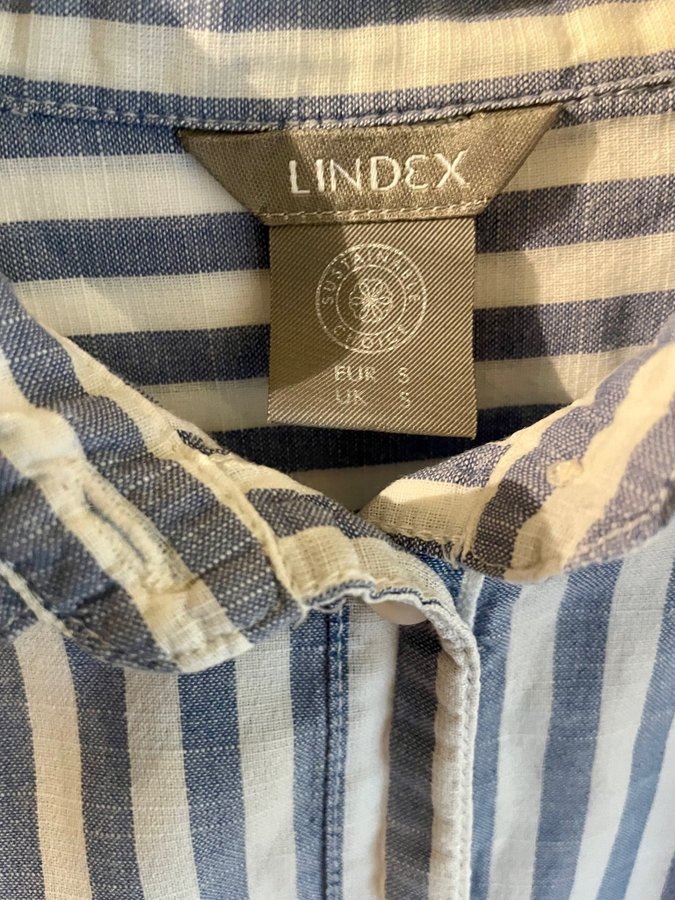 LINDEX
SUSTAINABLE
CHOICE
EUR S
UK S